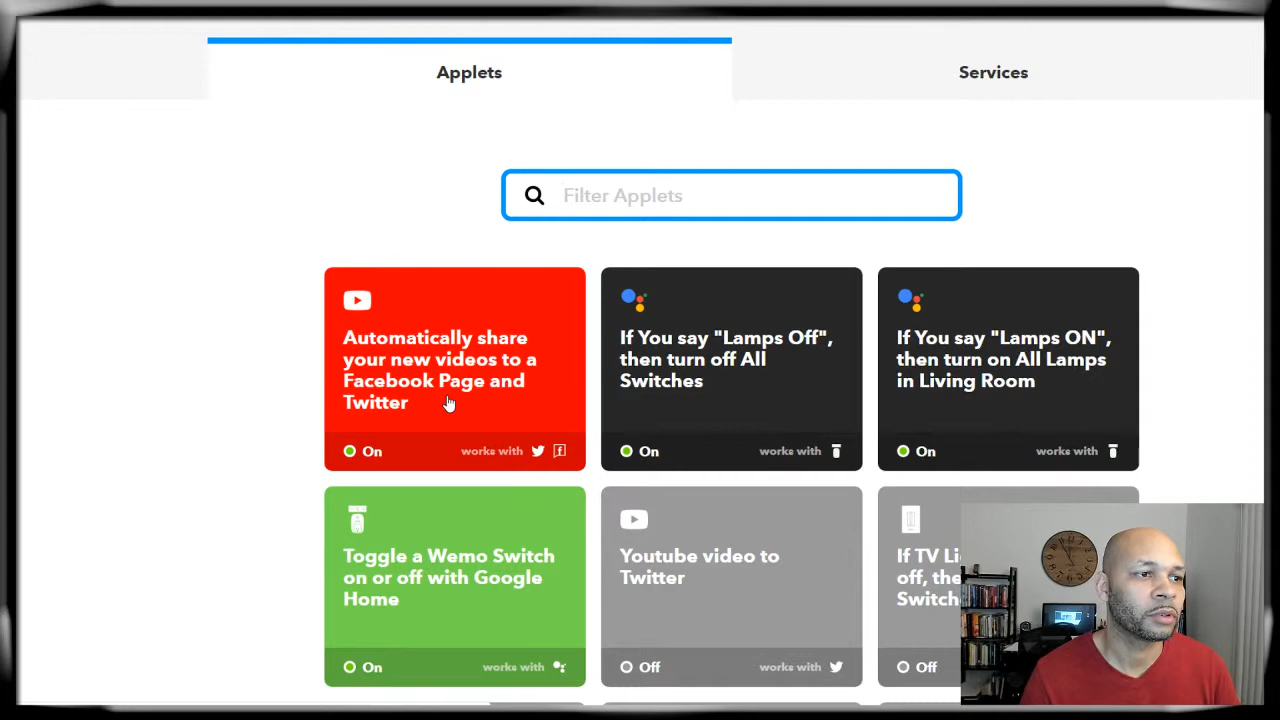 Applets
Services
Filter Applets
Automatically share
your new videos to a
Facebook Page and
Twitter
On
works with
If You say "Lamps Off",
then turn off All
Switches
On
works with
If You say "Lamps ON",
then turn on All Lamps
in Living Room
On
works with
Toggle a Wemo Switch
on or off with Google
Home
On
works with
Youtube video to
Twitter
Off
works with
If TV
off,
Off